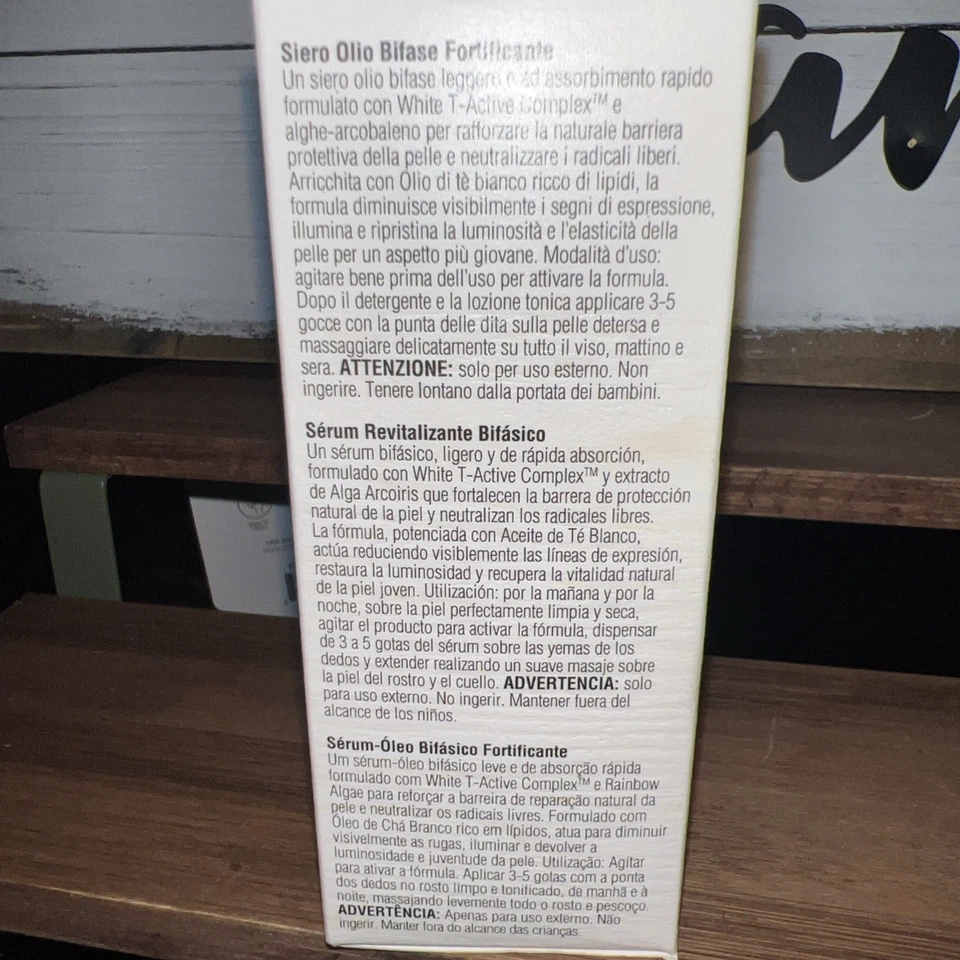 Siero Olio Bifase Fortificante
Un siero olio bifase leggero e ad assorbimento rapido
formulato con White T-Active Complex™ e
alghe-arcobaleno per rafforzare la naturale barriera
protettiva della pelle e neutralizzare i radicali liberi.
Arricchita con Olio di tè bianco ricco di lipidi, la
formula diminuisce visibilmente i segni di espressione,
illumina e ripristina la luminosità e l'elasticità della
pelle per un aspetto più giovane. Modalità d'uso:
agitare bene prima dell'uso per attivare la formula.
Dopo il detergente e la lozione tonica applicare 3-5
gocce con la punta delle dita sulla pelle detersa e
massaggiare delicatamente su tutto il viso, mattino e
sera. ATTENZIONE: solo per uso esterno. Non
ingerire. Tenere lontano dalla portata dei bambini.
Sérum Revitalizante Bifásico
Un sérum bifásico, ligero y de rápida absorción,
formulado con White T-Active Complex™ y extracto
de Alga Arcoiris que fortalecen la barrera de protección
natural de la piel y neutralizan los radicales libres.
La fórmula, potenciada con Aceite de Té Blanco,
actúa reduciendo visiblemente las líneas de expresión,
restaura la luminosidad y recupera la vitalidad natural
de la piel joven. Utilización: por la mañana y por la
noche, sobre la piel perfectamente limpia y seca,
agitar el producto para activar la fórmula, dispensar
de 3 a 5 gotas del sérum sobre las yemas de los
dedos y extender realizando un suave masaje sobre
la piel del rostro y el cuello. ADVERTENCIA: solo
para uso externo. No ingerir. Mantener fuera del
alcance de los niños.
Sérum-Óleo Bifásico Fortificante
Um sérum-óleo bifásico leve e de absorção rápida
formulado com White T-Active Complex™ e Rainbow
Algae para reforçar a barreira de reparação natural da
pele e neutralizar os radicais livres. Formulado com
Óleo de Chá Branco rico em lípidos, atua para diminuir
visivelmente as rugas, iluminar e devolver a
luminosidade e juventude da pele. Utilização: Agitar
para ativar a fórmula. Aplicar 3-5 gotas com a ponta
dos dedos no rosto limpo e tonificado, de manhã e à
noite, massajando levemente todo o rosto e pescoço.
ADVERTÊNCIA: Apenas para uso externo. Não
ingerir. Manter fora do alcance das crianças.